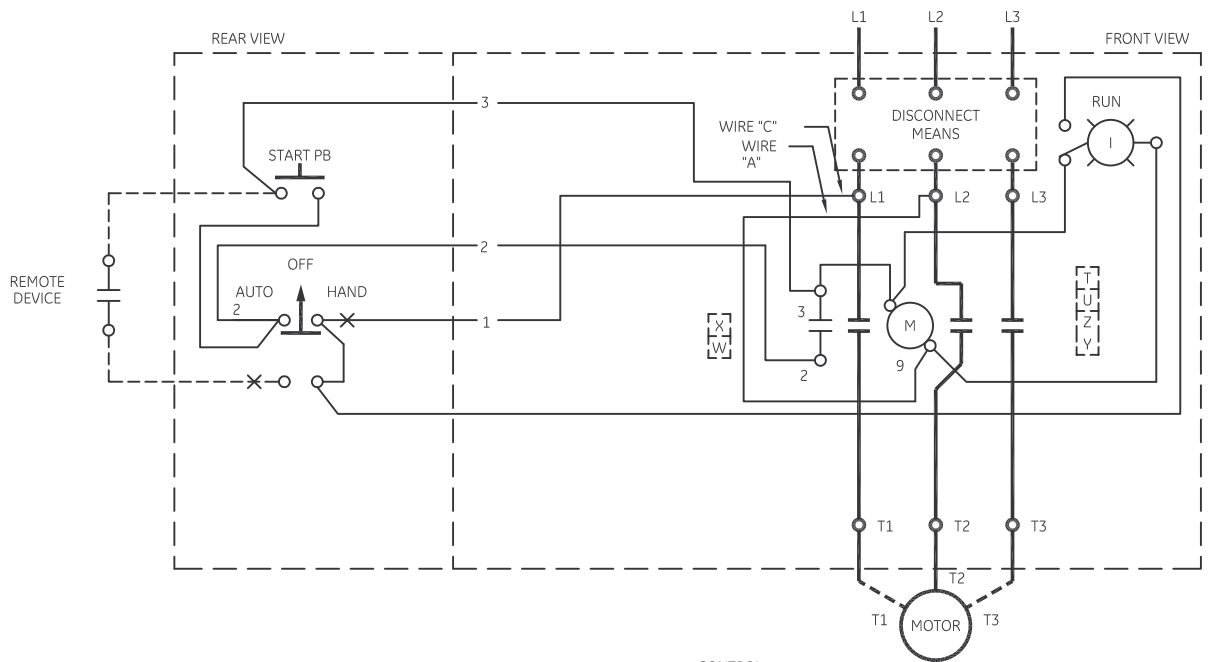 L1 L2 L3
REAR VIEW
FRONT VIEW
RUN
3
DISCONNECT
MEANS
WIRE "C"
WIRE
"A"
I
START PB
L1 L2 L3
2
OFF
REMOTE
DEVICE
AUTO
2
HAND
1
T
U
Z
Y
X
W
3
M
2
9
T1 T2 T3
T2
T1
MOTOR
T3